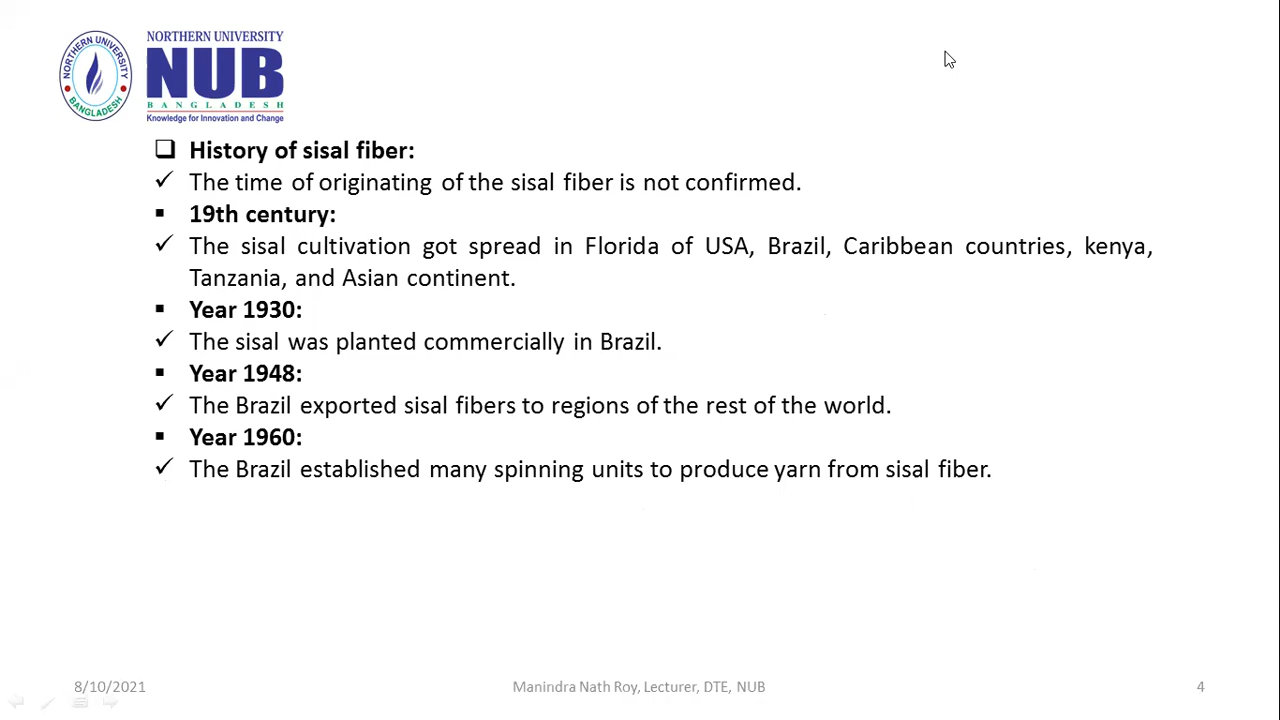 NORTHERN UNIVERSITY
BANGLADESH
NORTHERN UNIVERSITY
NUB
BANGLADESH
Knowledge for Innovation and Change
❑ History of sisal fiber:
✓ The time of originating of the sisal fiber is not confirmed.
▪ 19th century:
✓ The sisal cultivation got spread in Florida of USA, Brazil, Caribbean countries, kenya,
Tanzania, and Asian continent.
▪ Year 1930:
✓ The sisal was planted commercially in Brazil.
▪ Year 1948:
✓ The Brazil exported sisal fibers to regions of the rest of the world.
▪ Year 1960:
✓ The Brazil established many spinning units to produce yarn from sisal fiber.
8/10/2021
Manindra Nath Roy, Lecturer, DTE, NUB
4